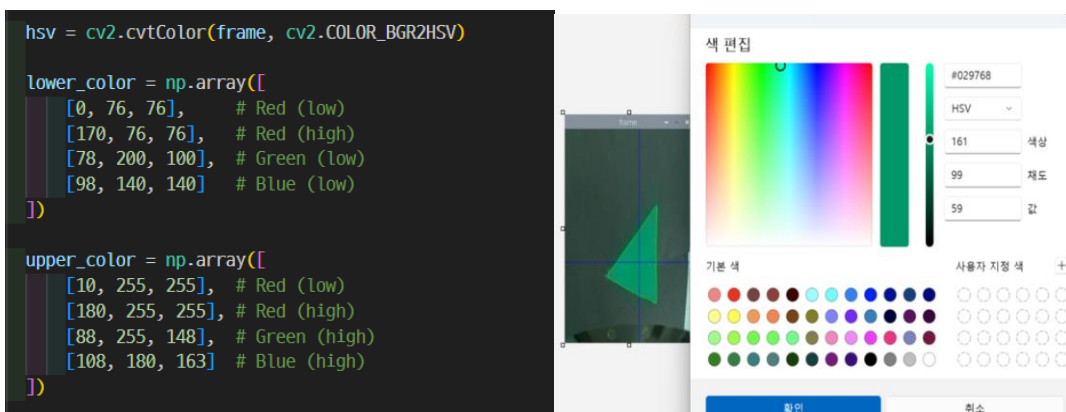 hsv = cv2.cvtColor(frame, cv2.COLOR_BGR2HSV)
lower_color = np.array([
[0, 76, 76],      # Red (low)
[170, 76, 76],   # Red (high)
[78, 200, 100],  # Green (low)
[98, 140, 140]   # Blue (low)
])
upper_color = np.array([
[10, 255, 255],  # Red (low)
[180, 255, 255], # Red (high)
[88, 255, 148],  # Green (high)
[108, 180, 163]  # Blue (high)
])
frame
색 편집
#029768
HSV
161 색상
99 채도
59 값
기본 색
사용자 지정 색 +
확인
취소